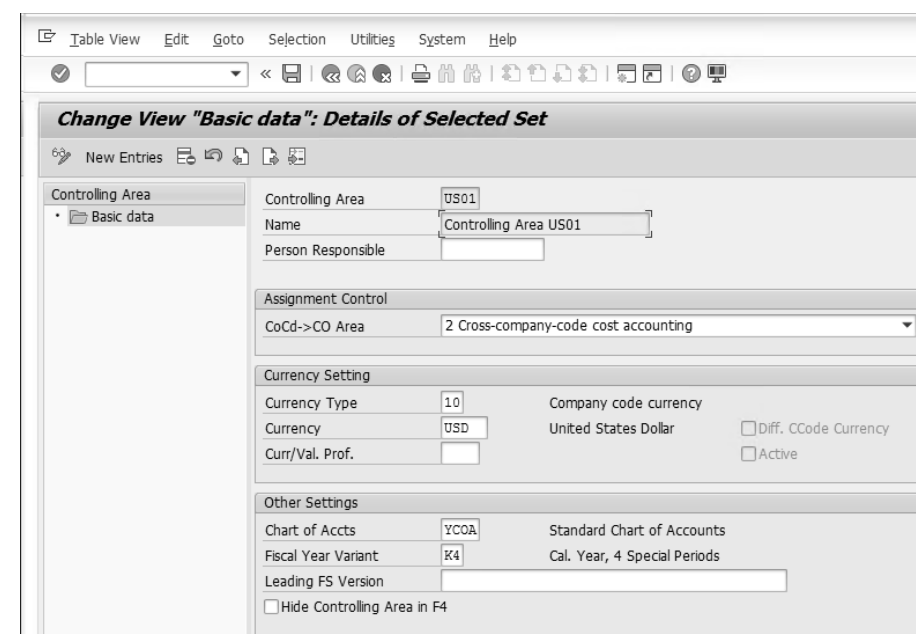 Table View Edit Goto Selection Utilities System Help
Change View "Basic data": Details of Selected Set
New Entries
Controlling Area
Basic data
Controlling Area US01
Name Controlling Area US01
Person Responsible
Assignment Control
CoCd->CO Area 2 Cross-company-code cost accounting
Currency Setting
Currency Type 10 Company code currency
Currency USD United States Dollar Diff. CCode Currency
Curr/Val. Prof. Active
Other Settings
Chart of Accts YCOA Standard Chart of Accounts
Fiscal Year Variant K4 Cal. Year, 4 Special Periods
Leading FS Version
Hide Controlling Area in F4